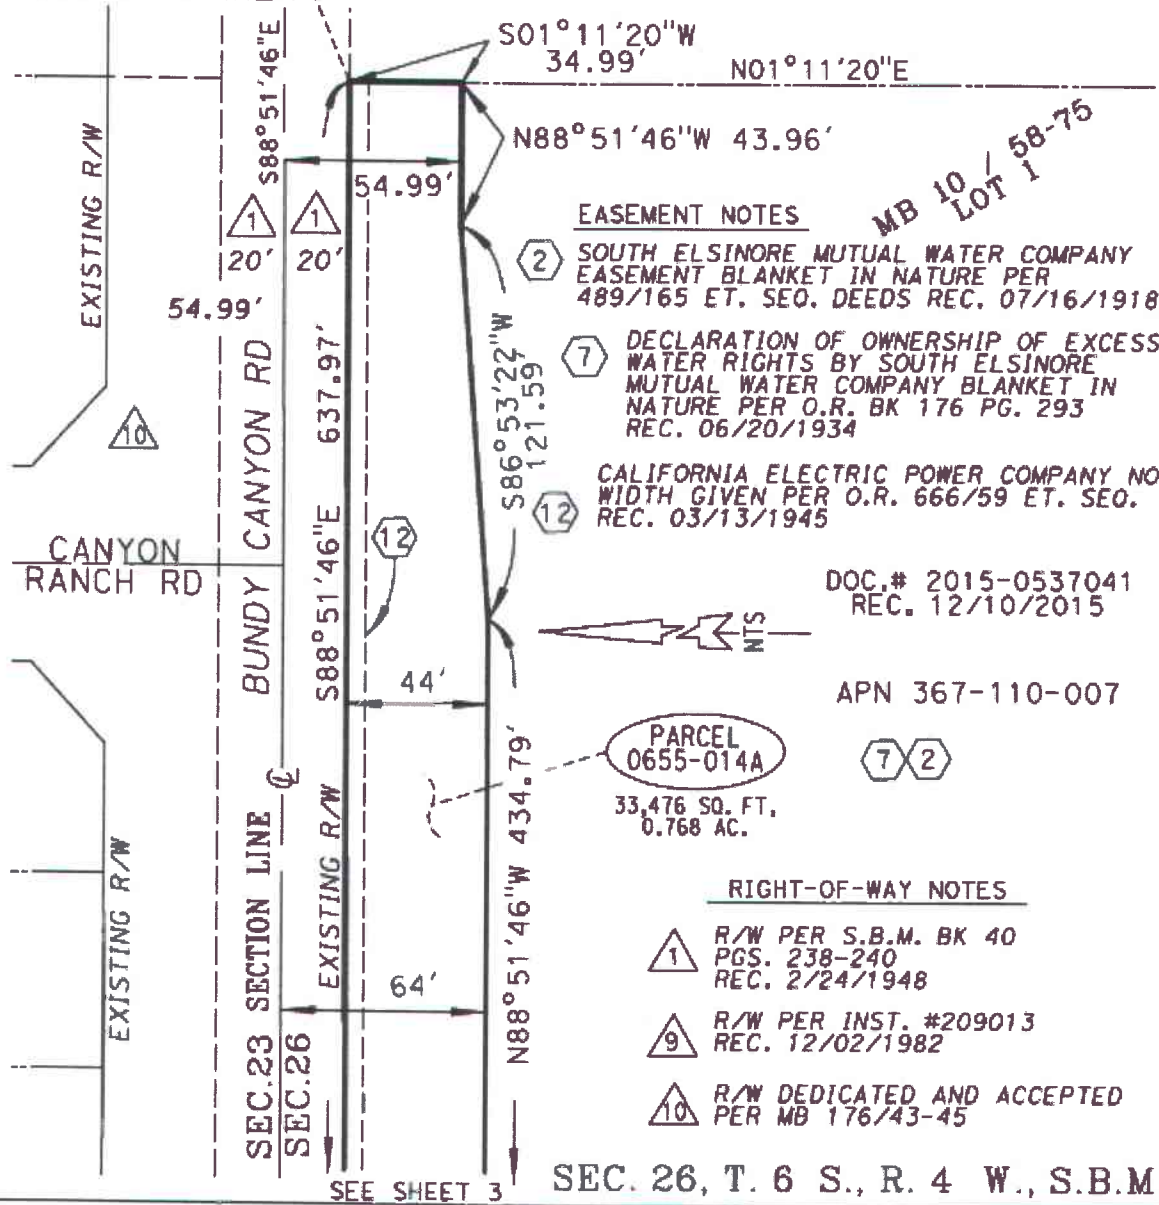 S88°51'46"E
S01°11'20"W
34.99'
N01°11'20"E
N88°51'46"W 43.96'
MB 10 / 58-75
LOT 1
EXISTING R/W
54.99'
1
1
20'
20'
54.99'
EASEMENT NOTES
2
SOUTH ELSINORE MUTUAL WATER COMPANY
EASEMENT BLANKET IN NATURE PER
489/165 ET. SEO. DEEDS REC. 07/16/1918
7
DECLARATION OF OWNERSHIP OF EXCESS
WATER RIGHTS BY SOUTH ELSINORE
MUTUAL WATER COMPANY BLANKET IN
NATURE PER O.R. BK 176 PG. 293
REC. 06/20/1934
12
CALIFORNIA ELECTRIC POWER COMPANY NO
WIDTH GIVEN PER O.R. 666/59 ET. SEO.
REC. 03/13/1945
10
S86°53'22"W
121.59'
BUNDY CANYON RD
S88°51'46"E 637.97'
12
CANYON
RANCH RD
DOC.# 2015-0537041
REC. 12/10/2015
NTS
44'
APN 367-110-007
PARCEL
0655-014A
7
2
33,476 SQ. FT.
0.768 AC.
N88°51'46"W 434.79'
EXISTING R/W
SEC.23 SECTION LINE
SEC.26
EXISTING R/W
64'
RIGHT-OF-WAY NOTES
1
R/W PER S.B.M. BK 40
PGS. 238-240
REC. 2/24/1948
9
R/W PER INST. #209013
REC. 12/02/1982
10
R/W DEDICATED AND ACCEPTED
PER MB 176/43-45
SEE SHEET 3
SEC. 26, T. 6 S., R. 4 W., S.B.M